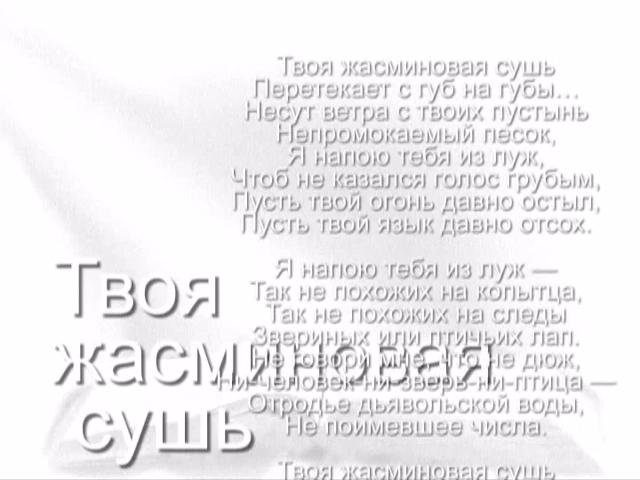 Твоя жасминовая сушь
Перетекает с губ на губы...
Несут ветра с твоих пустынь
Непромокаемый песок,
Я напою тебя из луж,
Чтоб не казался голос грубым,
Пусть твой огонь давно остыл,
Пусть твой язык давно отсох.
Я напою тебя из луж —
Так не похожих на копытца,
Так не похожих на следы
Звериных или птичьих лап.
Не говори мне, что не дюж,
Ни-человек-ни-зверь-ни-птица —
Отродье дьявольской воды,
Не поимевшее числа.
Твоя жасминовая сушь
Твоя
жасминовая
сушь